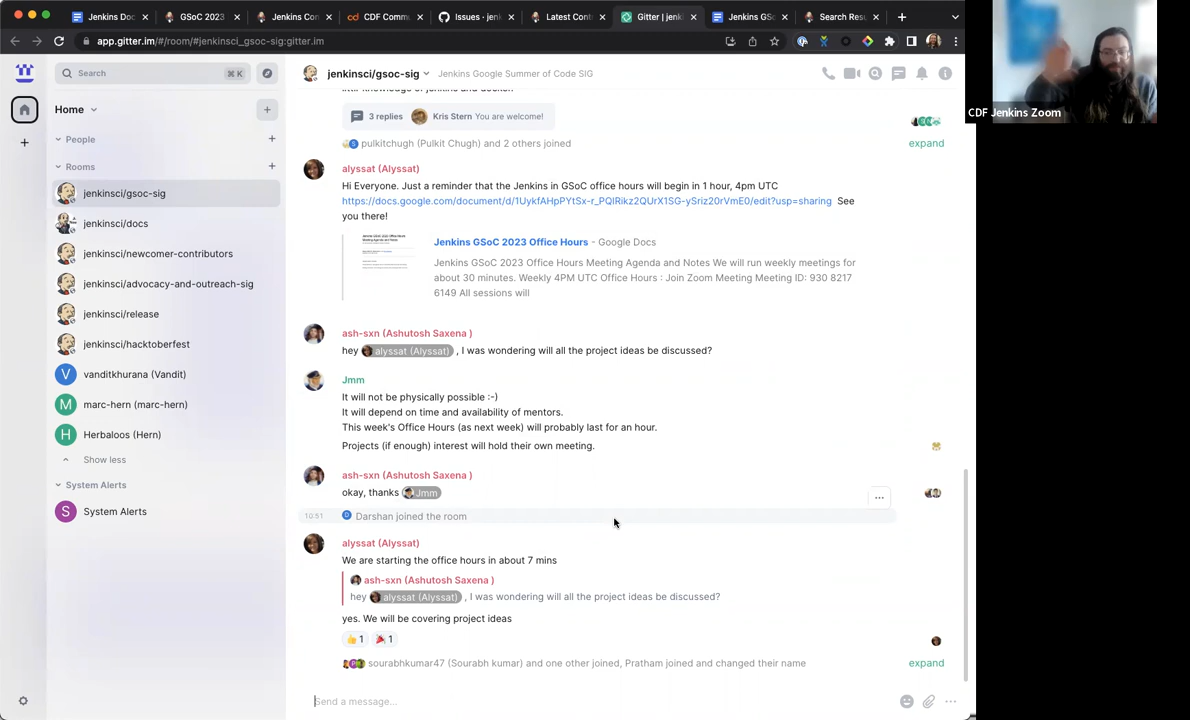 Jenkins Doc
GSoC 2023
Jenkins Con
CDF Comm
Issues · jenk
Latest Cont
Gitter | jenki
Jenkins GSo
Search Resu
app.gitter.im/#/room/#jenkinsci_gsoc-sig:gitter.im
Search
⌘ K
Home
People
Rooms
jenkinsci/gsoc-sig
jenkinsci/docs
jenkinsci/newcomer-contributors
jenkinsci/advocacy-and-outreach-sig
jenkinsci/release
jenkinsci/hacktoberfest
V vanditkhurana (Vandit)
M marc-hern (marc-hern)
H Herbaloos (Hern)
Show less
System Alerts
S System Alerts
jenkinsci/gsoc-sig Jenkins Google Summer of Code SIG
little knowledge of jenkins and docker.
3 replies Kris Stern You are welcome!
pulkitchugh (Pulkit Chugh) and 2 others joined expand
alyssat (Alyssat)
Hi Everyone. Just a reminder that the Jenkins in GSoC office hours will begin in 1 hour, 4pm UTC
https://docs.google.com/document/d/1UykfAHpPYtSx-r_PQIRikz2QUrX1SG-ySriz20rVmE0/edit?usp=sharing See
you there!
Jenkins GSoC 2023 Office Hours - Google Docs
Jenkins GSoC 2023 Office Hours Meeting Agenda and Notes We will run weekly meetings for
about 30 minutes. Weekly 4PM UTC Office Hours : Join Zoom Meeting Meeting ID: 930 8217
6149 All sessions will
ash-sxn (Ashutosh Saxena )
hey alyssat (Alyssat) , I was wondering will all the project ideas be discussed?
Jmm
It will not be physically possible :-)
It will depend on time and availability of mentors.
This week's Office Hours (as next week) will probably last for an hour.
Projects (if enough) interest will hold their own meeting.
ash-sxn (Ashutosh Saxena )
okay, thanks Jmm
10:51 Darshan joined the room
alyssat (Alyssat)
We are starting the office hours in about 7 mins
ash-sxn (Ashutosh Saxena )
hey alyssat (Alyssat) , I was wondering will all the project ideas be discussed?
yes. We will be covering project ideas
👍 1 🎉 1
sourabhkumar47 (Sourabh kumar) and one other joined, Pratham joined and changed their name expand
Send a message…
CDF Jenkins Zoom